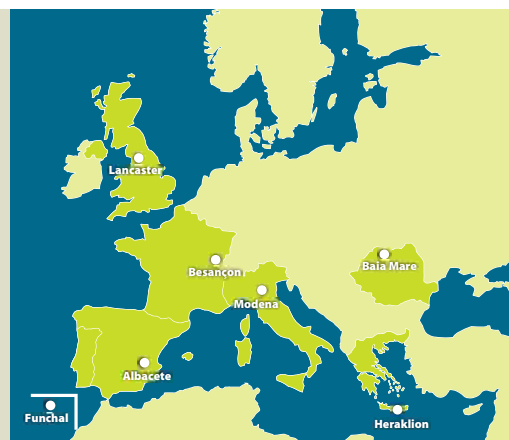 Lancaster
Besançon
Baia Mare
Modena
Albacete
Funchal
Heraklion